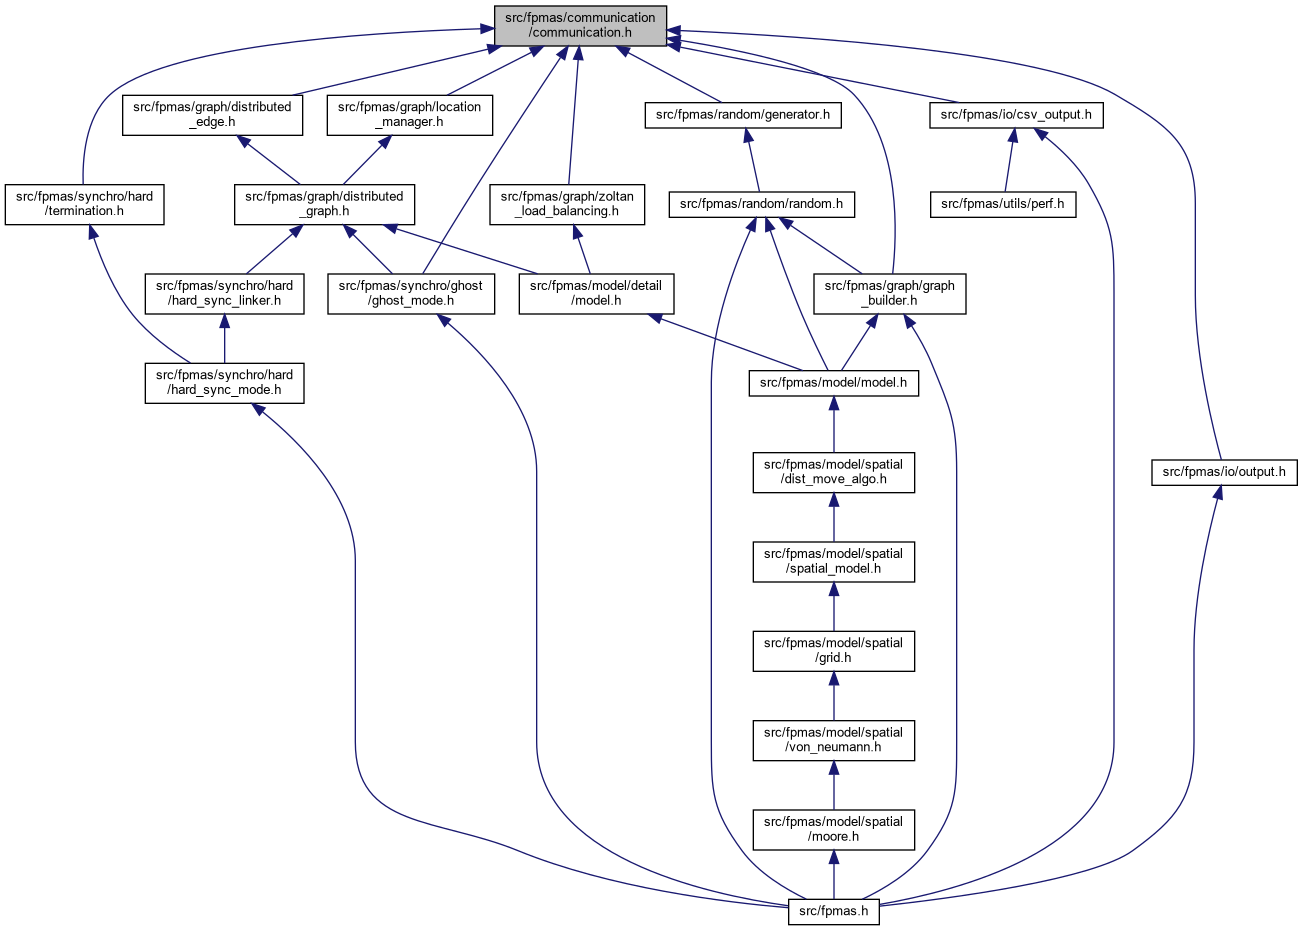 src/fpmas/communication
/communication.h
src/fpmas/graph/distributed
_edge.h
src/fpmas/graph/location
_manager.h
src/fpmas/random/generator.h
src/fpmas/io/csv_output.h
src/fpmas/synchro/hard
/termination.h
src/fpmas/graph/distributed
_graph.h
src/fpmas/graph/zoltan
_load_balancing.h
src/fpmas/random/random.h
src/fpmas/utils/perf.h
src/fpmas/synchro/hard
/hard_sync_linker.h
src/fpmas/synchro/ghost
/ghost_mode.h
src/fpmas/model/detail
/model.h
src/fpmas/graph/graph
_builder.h
src/fpmas/synchro/hard
/hard_sync_mode.h
src/fpmas/model/model.h
src/fpmas/model/spatial
/dist_move_algo.h
src/fpmas/io/output.h
src/fpmas/model/spatial
/spatial_model.h
src/fpmas/model/spatial
/grid.h
src/fpmas/model/spatial
/von_neumann.h
src/fpmas/model/spatial
/moore.h
src/fpmas.h